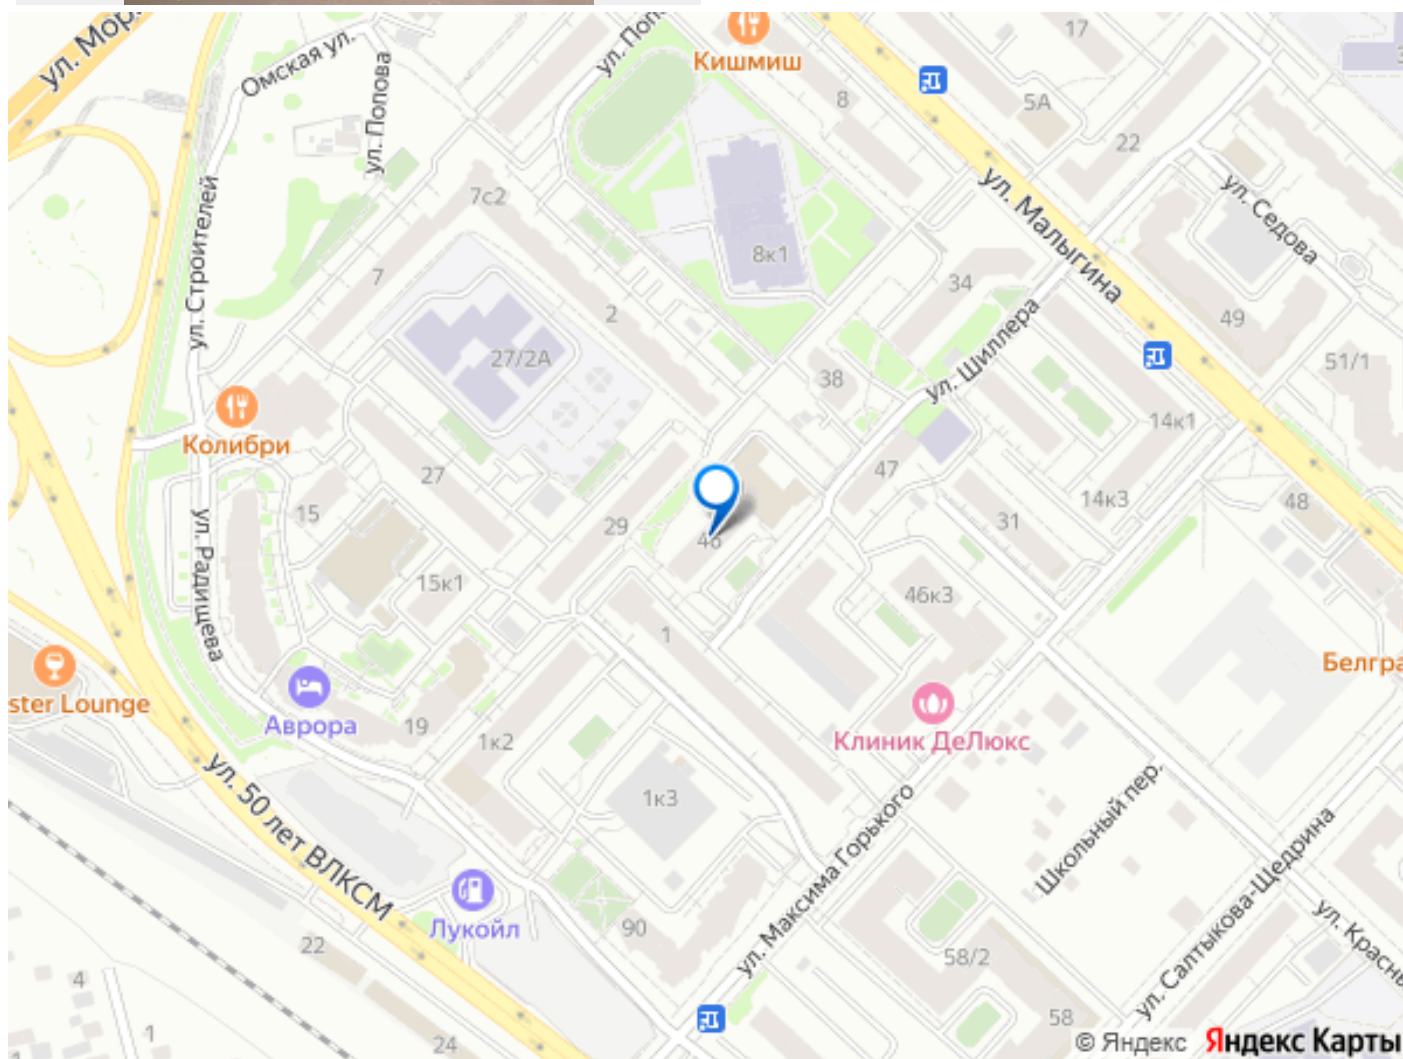 ул. Мор
Омская ул.
ул. Попова
ул. Поп
Кишмиш
17
8
5А
22
ул. Малыгина
ул. Седова
ул. Строителей
7с2
7
8к1
2
34
49
ул. Шиллера
51/1
27/2А
38
Колибри
14к1
27
47
14к3
48
15
29
46
31
ул. Радищева
15к1
46к3
1
Белгра
ster Lounge
Аврора
19
1к2
Клиник ДеЛюкс
ул. 50 лет ВЛКСМ
1к3
Школьный пер.
ул. Максима Горького
ул. Салтыкова-Щедрина
Лукойл
90
22
58/2
ул. Красн
4
1
24
58
© Яндекс Яндекс Карты